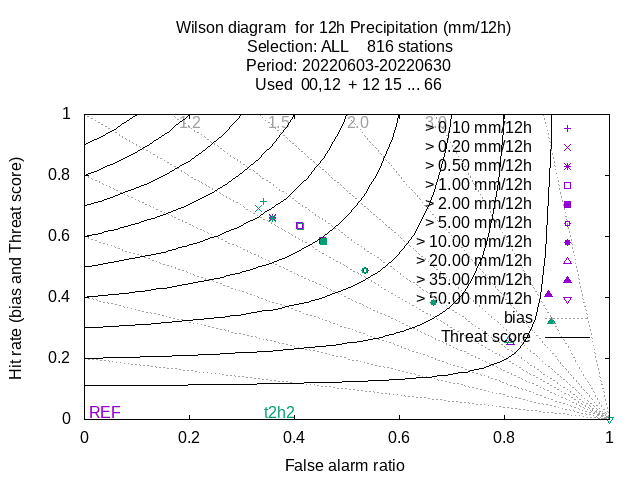 Wilson diagram  for 12h Precipitation (mm/12h)
Selection: ALL    816 stations
Period: 20220603-20220630
Used  00,12  + 12 15 ... 66
Hit rate (bias and Threat score)
1
0.8
0.6
0.4
0.2
0
1.2
1.5
2.0
3.0
> 0.10 mm/12h
> 0.20 mm/12h
> 0.50 mm/12h
> 1.00 mm/12h
> 2.00 mm/12h
> 5.00 mm/12h
> 10.00 mm/12h
> 20.00 mm/12h
> 35.00 mm/12h
> 50.00 mm/12h
bias
Threat score
REF
t2h2
0 0.2 0.4 0.6 0.8 1
False alarm ratio